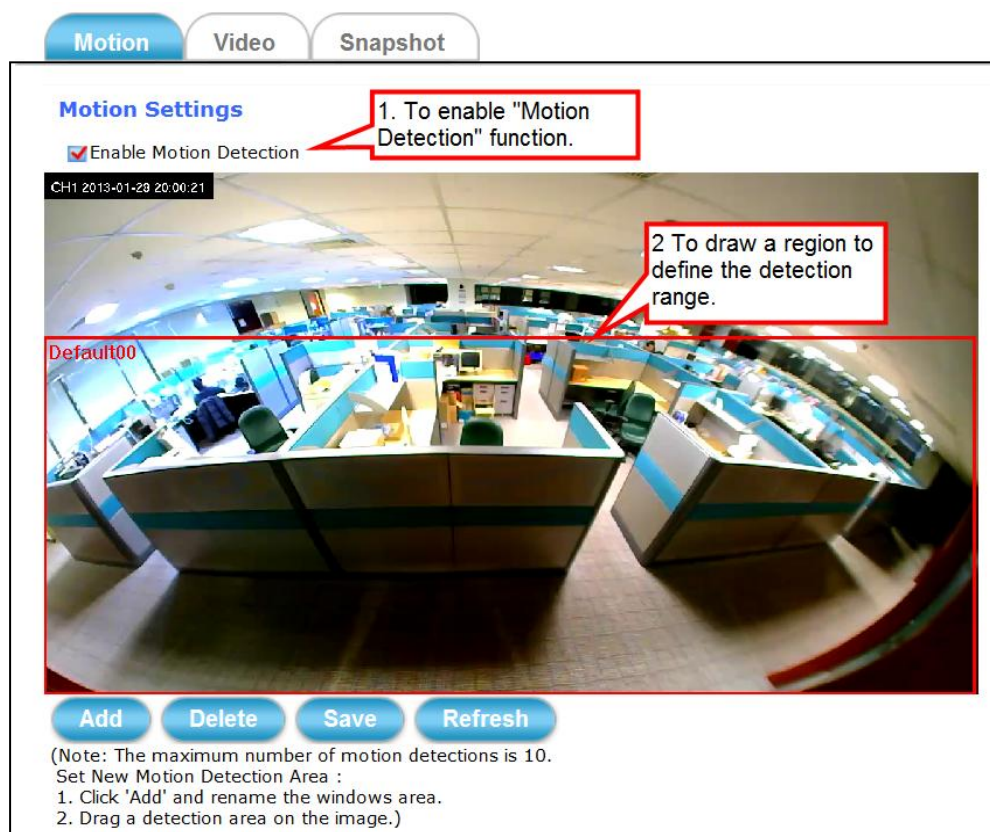 Motion Video Snapshot
Motion Settings
1. To enable "Motion
Detection" function.
Enable Motion Detection
CH1 2013-01-28 20:00:21
2 To draw a region to
define the detection
range.
Default00
Add Delete Save Refresh
(Note: The maximum number of motion detections is 10.
Set New Motion Detection Area :
1. Click 'Add' and rename the windows area.
2. Drag a detection area on the image.)